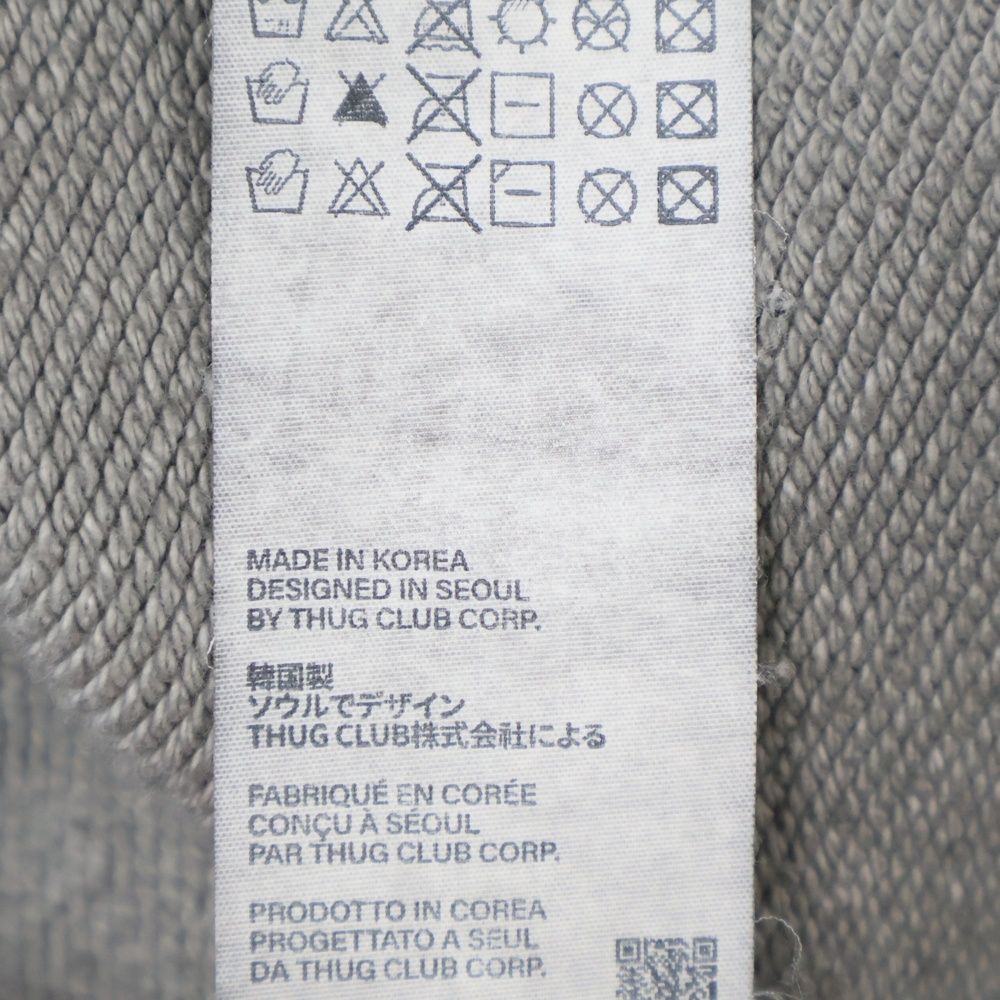 MADE IN KOREA
DESIGNED IN SEOUL
BY THUG CLUB CORP.
韓国製
ソウルでデザイン
THUG CLUB株式会社による
FABRIQUÉ EN CORÉE
CONÇU À SÉOUL
PAR THUG CLUB CORP.
PRODOTTO IN COREA
PROGETTATO A SEUL
DA THUG CLUB CORP.